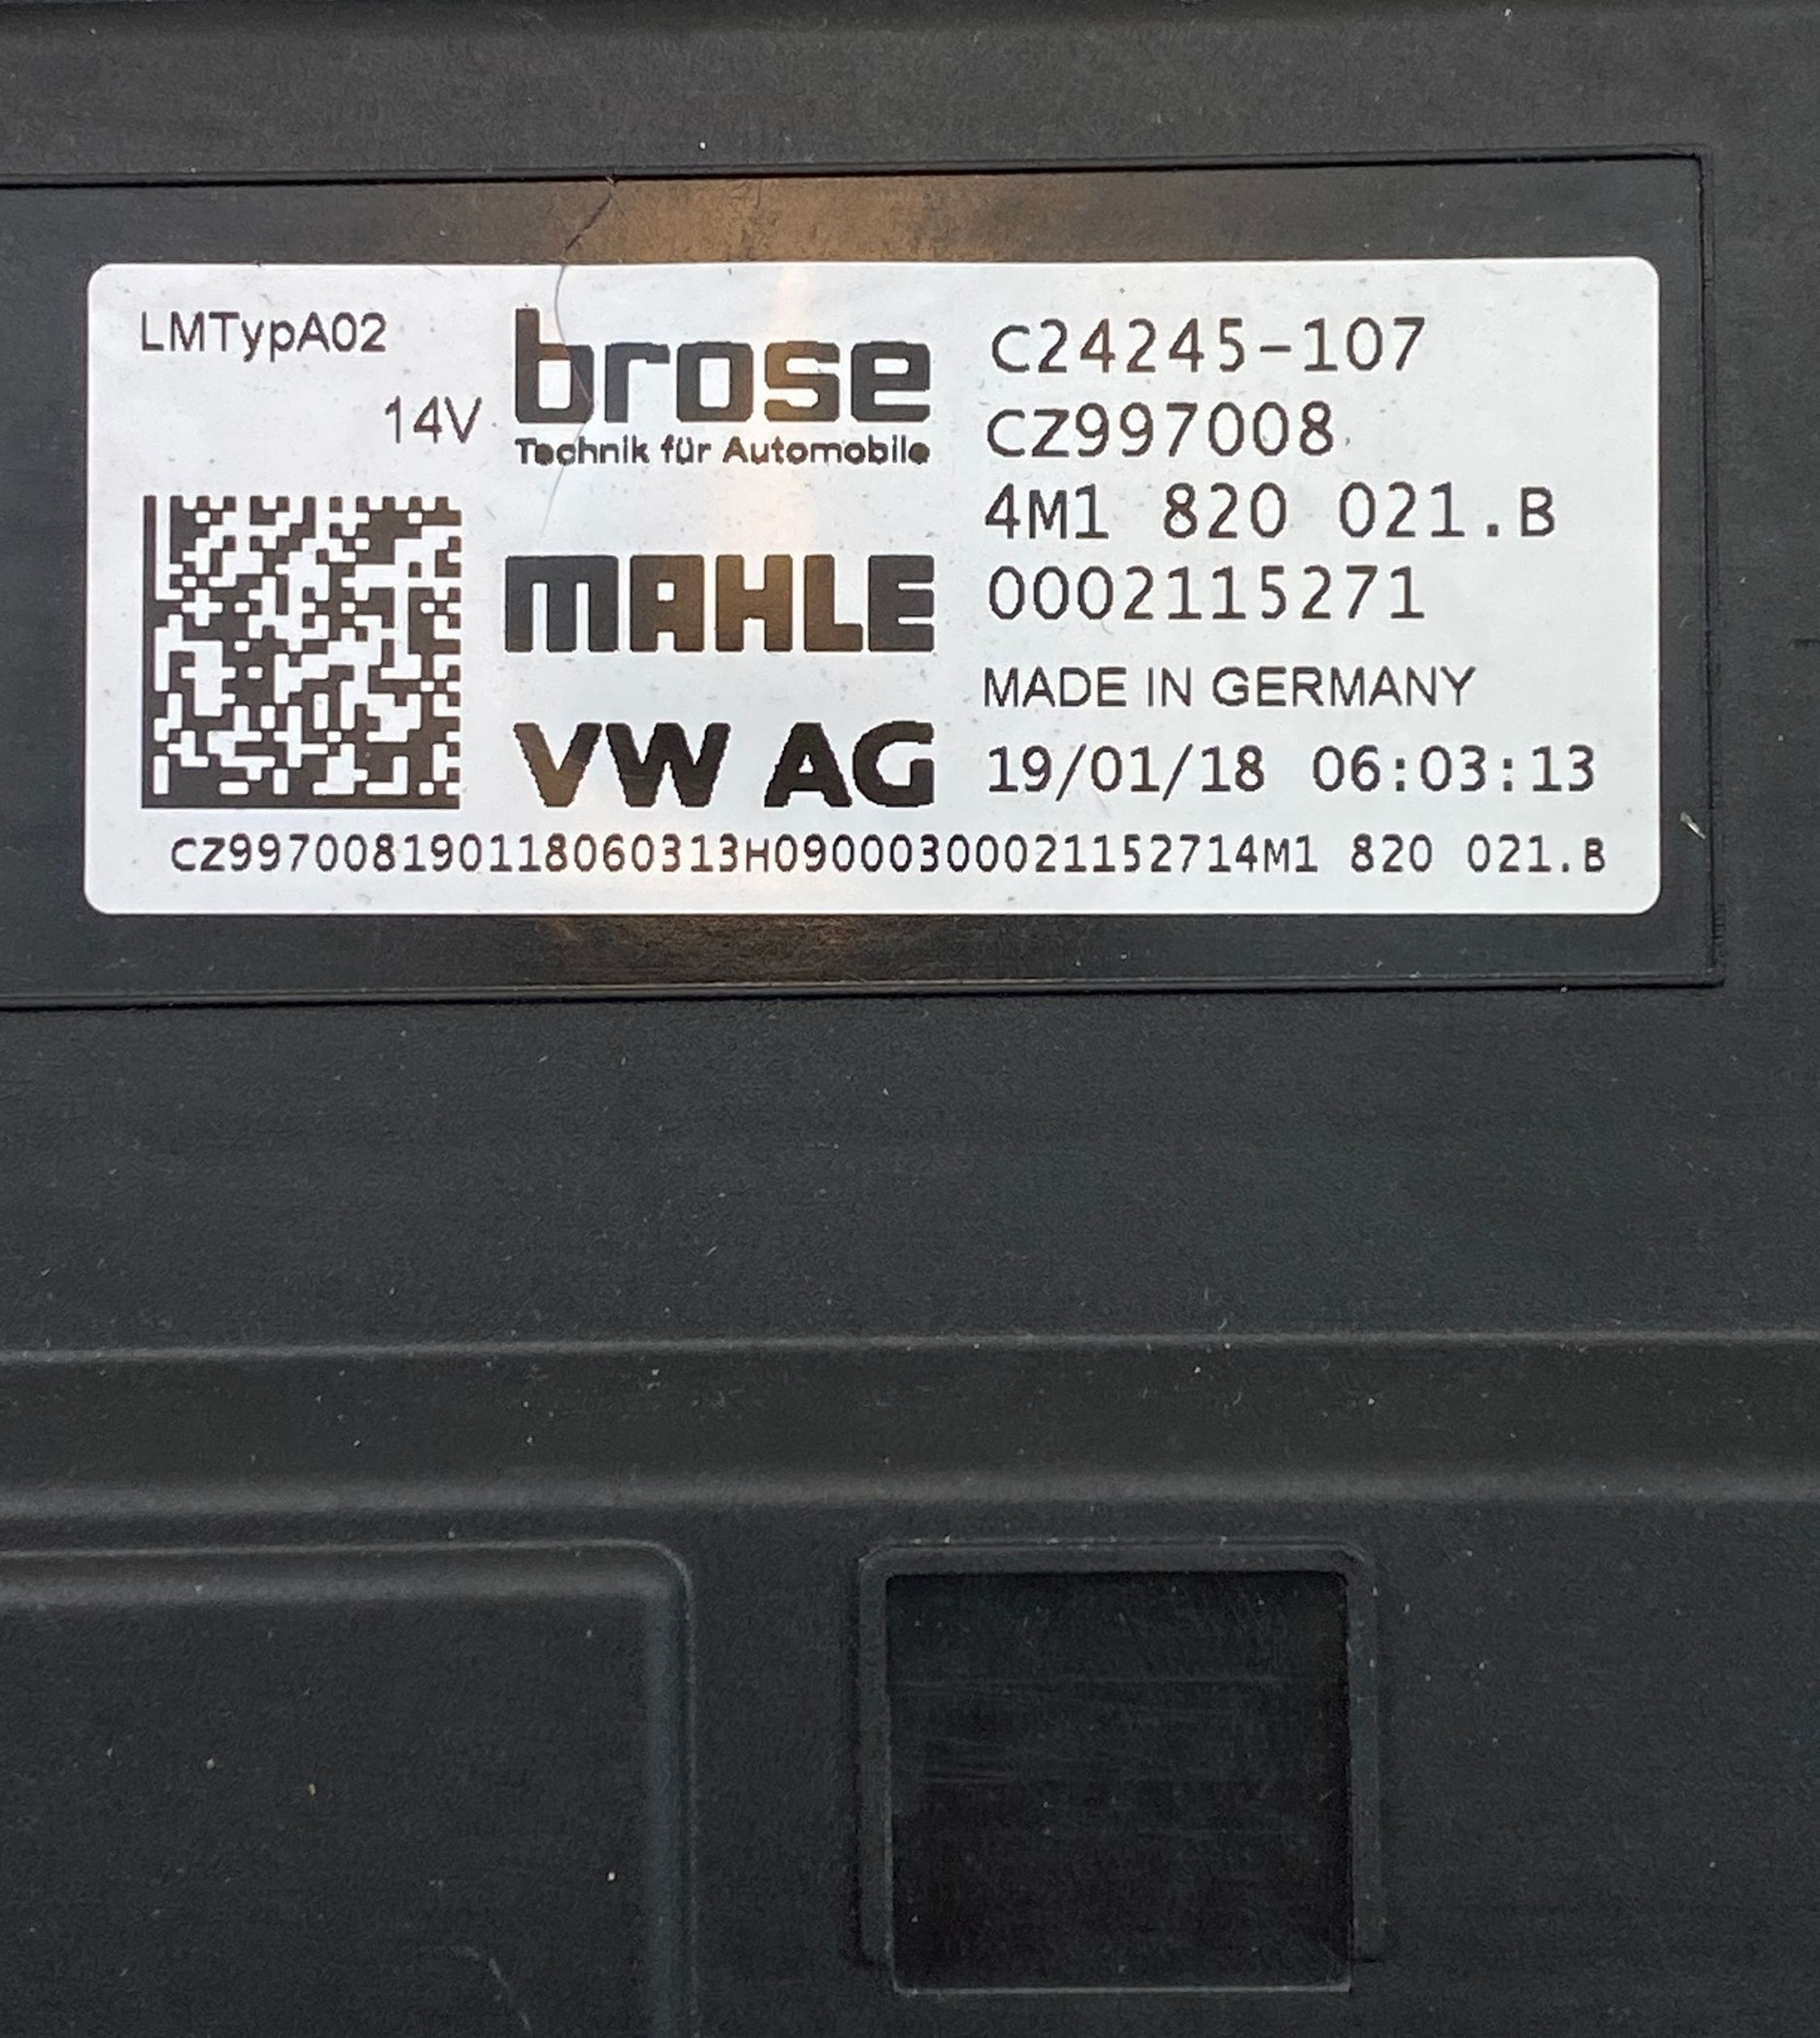 LMTypA02
14V
brose
Technik für Automobile
MAHLE
VW AG
C24245-107
CZ997008
4M1 820 021.B
0002115271
MADE IN GERMANY
19/01/18 06:03:13
CZ997008190118060313H09000300021152714M1 820 021.B